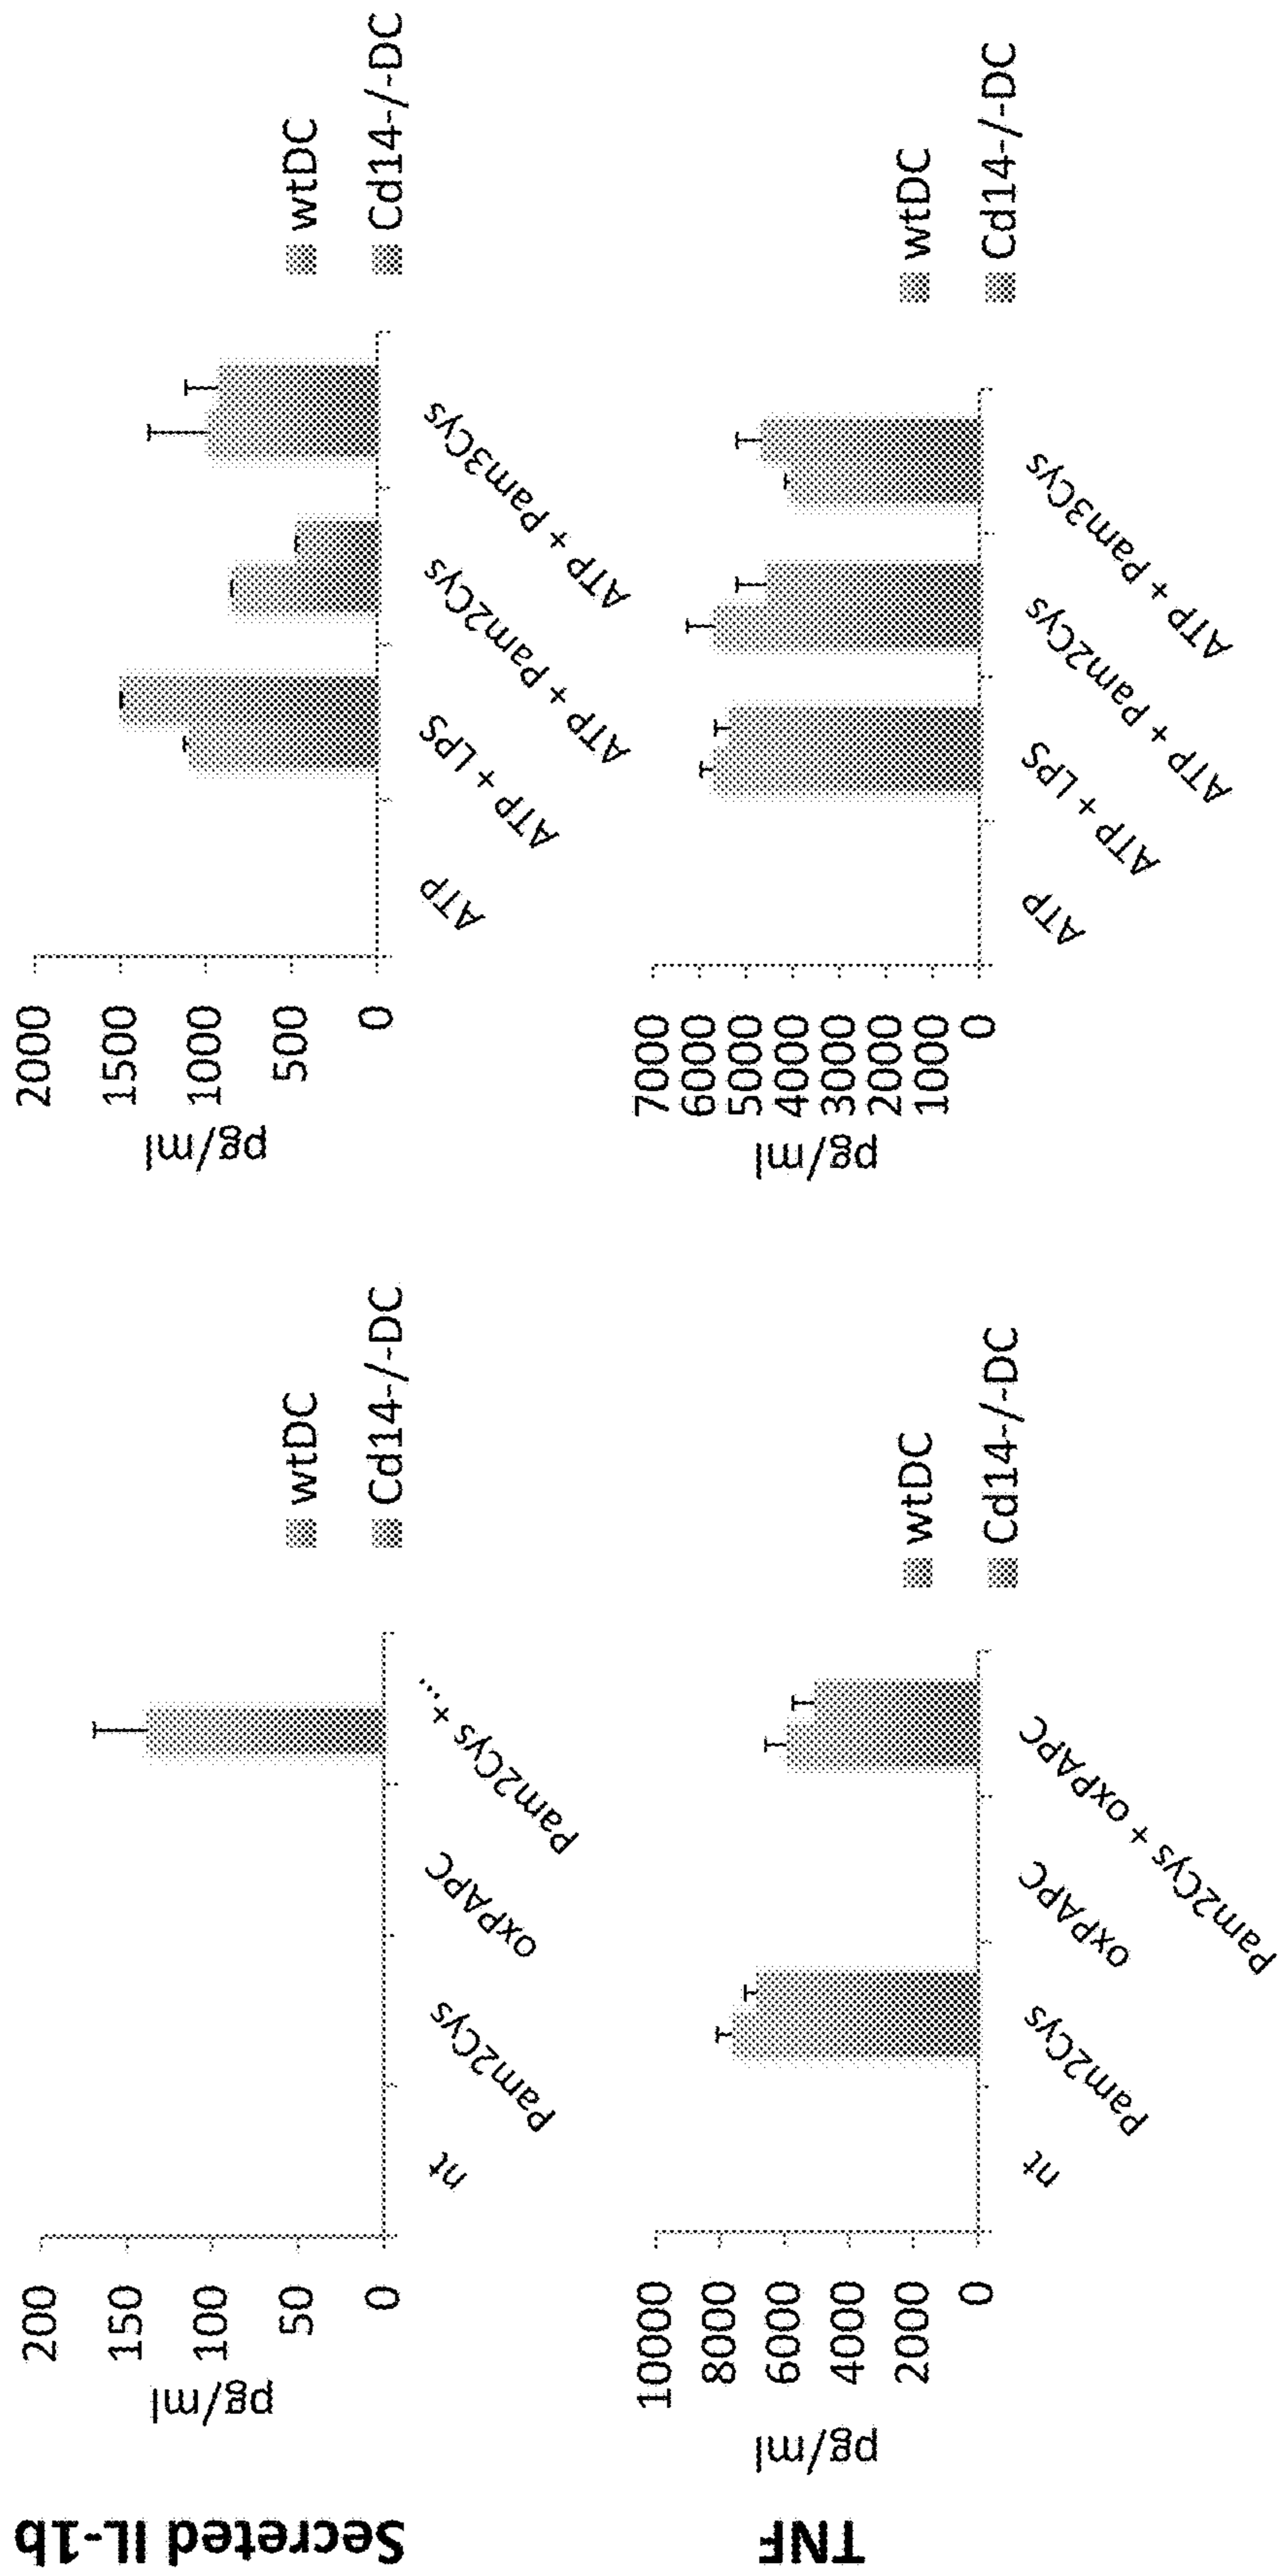 Secreted IL-1b
pg/ml
200
150
100
50
0
nt
Pam2Cys
oxPAPC
Pam2Cys +...
wtDC
Cd14-/-DC
pg/ml
2000
1500
1000
500
0
ATP
ATP + LPS
ATP + Pam2Cys
ATP + Pam3Cys
wtDC
Cd14-/-DC
TNF
pg/ml
10000
8000
6000
4000
2000
0
nt
Pam2Cys
oxPAPC
Pam2Cys + oxPAPC
wtDC
Cd14-/-DC
pg/ml
7000
6000
5000
4000
3000
2000
1000
0
ATP
ATP + LPS
ATP + Pam2Cys
ATP + Pam3Cys
wtDC
Cd14-/-DC